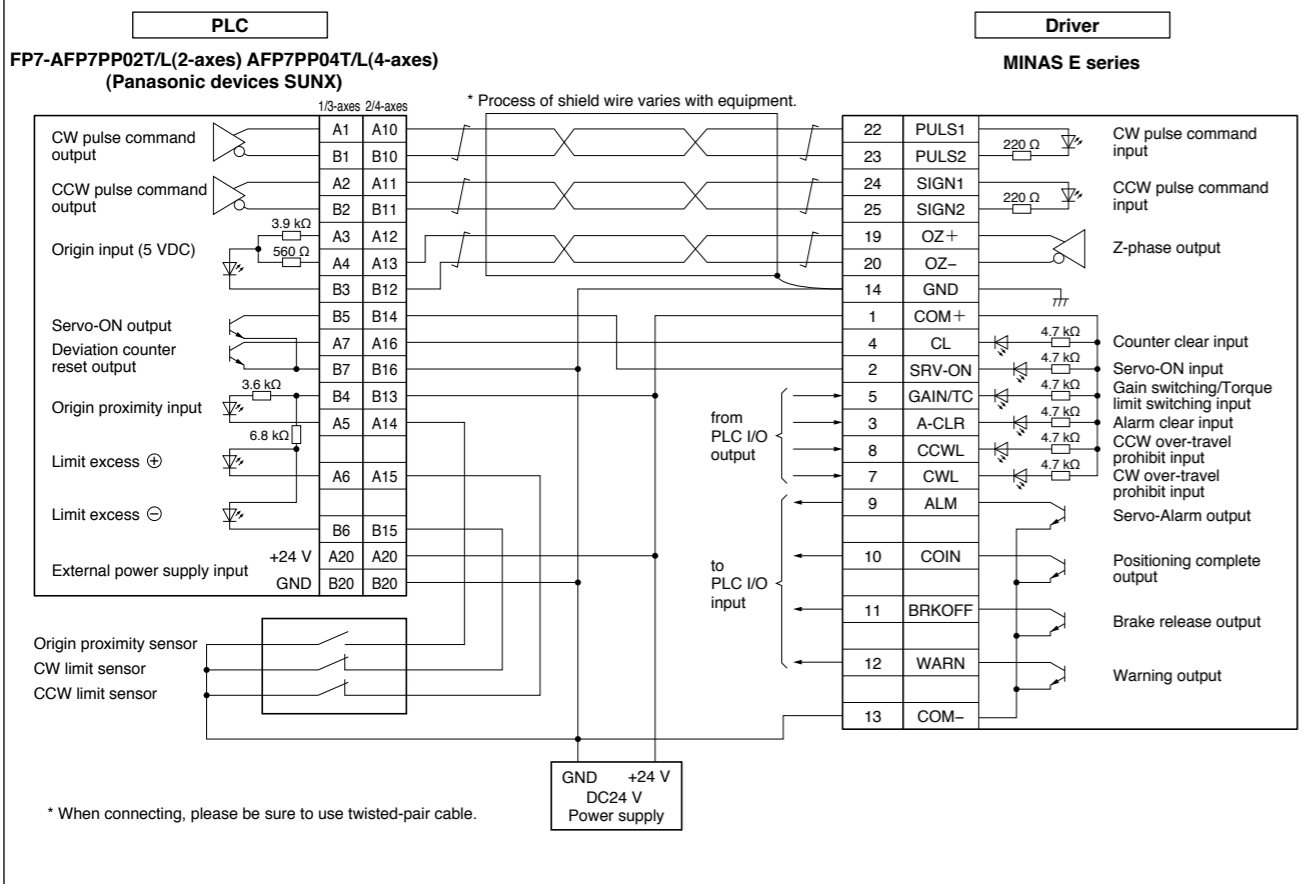 PLC
FP7-AFP7PP02T/L(2-axes) AFP7PP04T/L(4-axes)
(Panasonic devices SUNX)
Driver
MINAS E series
1/3-axes 2/4-axes
* Process of shield wire varies with equipment.
CW pulse command
output
A1 A10
B1 B10
CCW pulse command
output
A2 A11
B2 B11
Origin input (5 VDC)
3.9 kΩ
A3 A12
560 Ω
A4 A13
B3 B12
Servo-ON output
B5 B14
Deviation counter
reset output
A7 A16
B7 B16
Origin proximity input
3.6 kΩ
B4 B13
A5 A14
6.8 kΩ
Limit excess ⊕
A6 A15
Limit excess ⊖
B6 B15
External power supply input
+24 V A20 A20
GND B20 B20
Origin proximity sensor
CW limit sensor
CCW limit sensor
GND +24 V
DC24 V
Power supply
* When connecting, please be sure to use twisted-pair cable.
from
PLC I/O
output
to
PLC I/O
input
22 PULS1
23 PULS2
220 Ω
CW pulse command
input
24 SIGN1
25 SIGN2
220 Ω
CCW pulse command
input
19 OZ+
20 OZ−
Z-phase output
14 GND
1 COM+
4 CL
4.7 kΩ
Counter clear input
2 SRV-ON
4.7 kΩ
Servo-ON input
5 GAIN/TC
4.7 kΩ
Gain switching/Torque
limit switching input
3 A-CLR
4.7 kΩ
Alarm clear input
8 CCWL
4.7 kΩ
CCW over-travel
prohibit input
7 CWL
4.7 kΩ
CW over-travel
prohibit input
9 ALM
Servo-Alarm output
10 COIN
Positioning complete
output
11 BRKOFF
Brake release output
12 WARN
Warning output
13 COM−